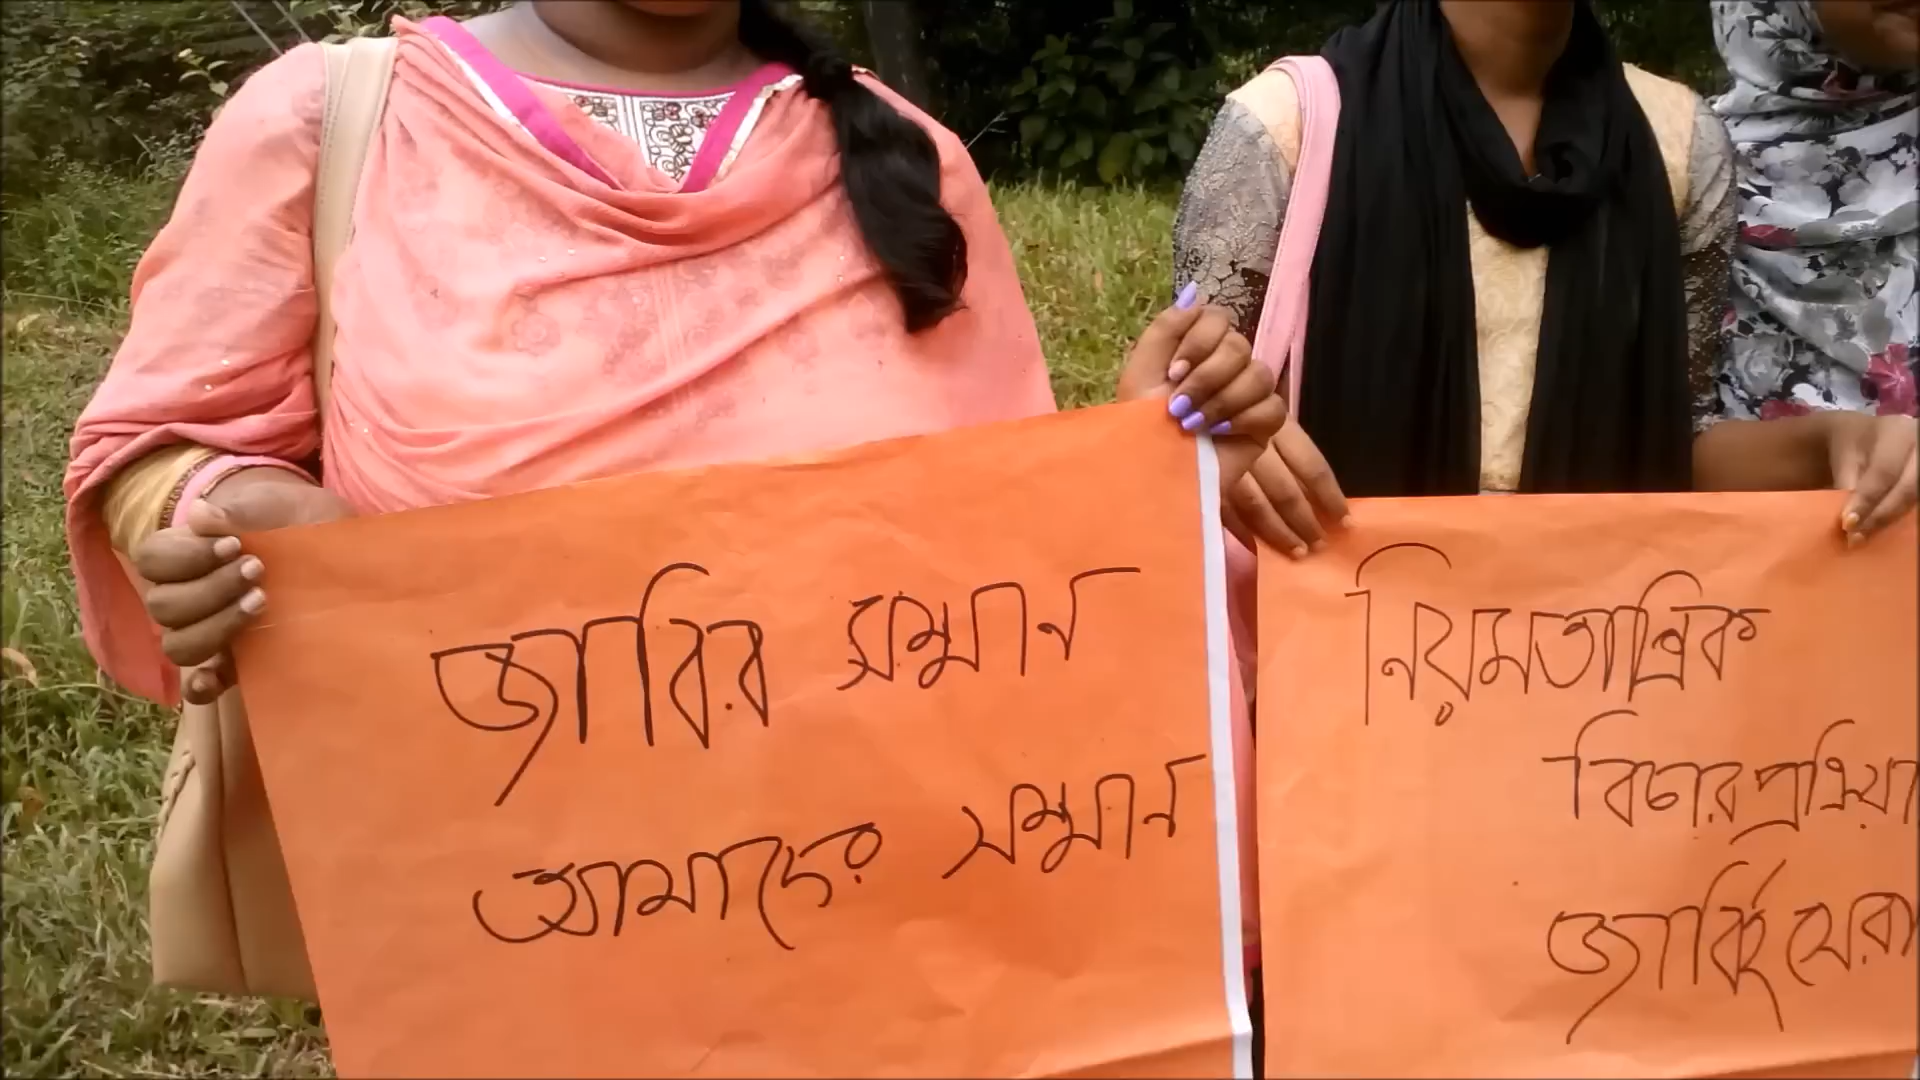 জাবির সম্মান
আমাদের সম্মান
নিয়মতান্ত্রিক
বিচার প্রক্রিয়া